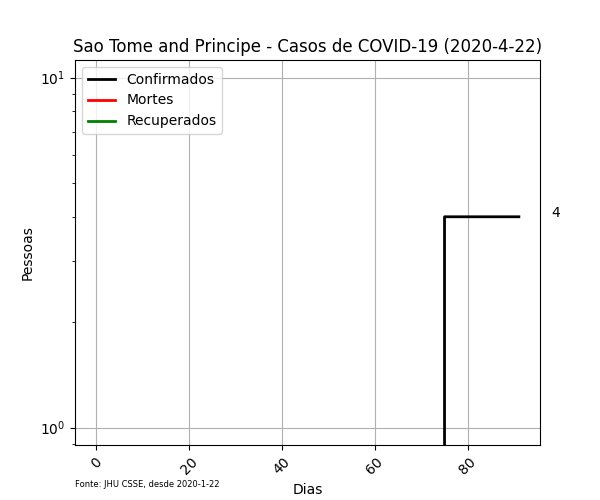 Sao Tome and Principe - Casos de COVID-19 (2020-4-22)
10¹
Confirmados
Mortes
Recuperados
4
Pessoas
10⁰
0
20
40
60
80
Fonte: JHU CSSE, desde 2020-1-22
Dias